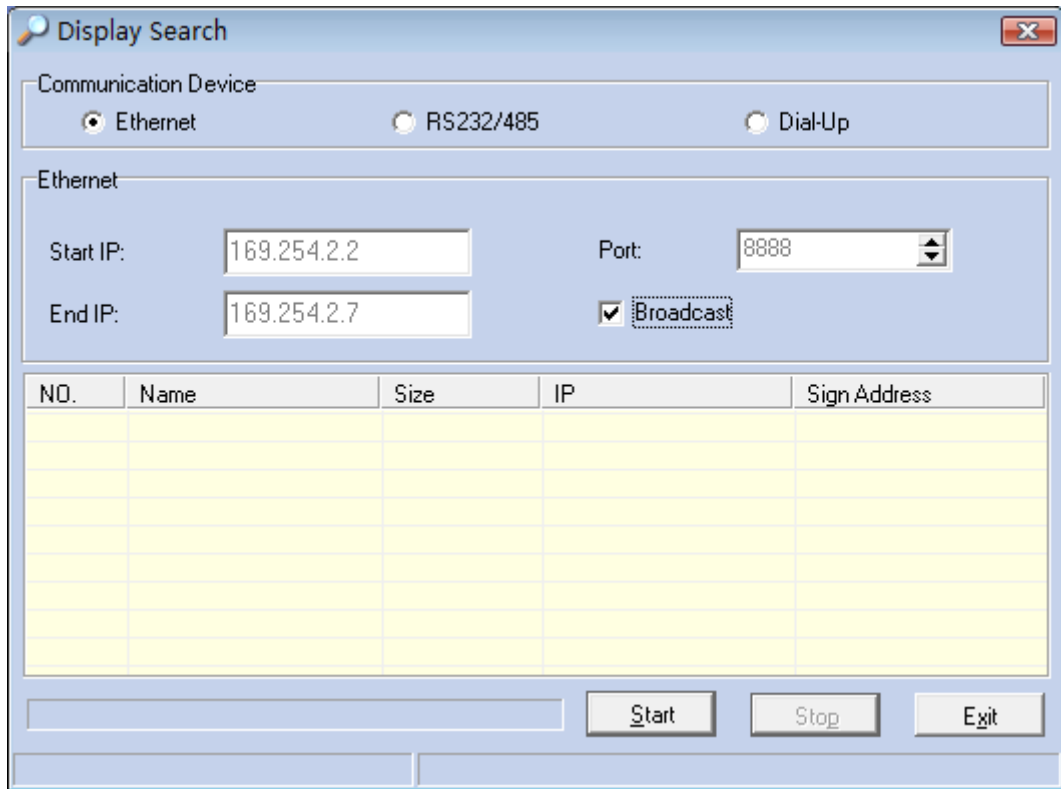 Display Search
Communication Device
Ethernet RS232/485 Dial-Up
Ethernet
Start IP: 169.254.2.2 Port: 8888
End IP: 169.254.2.7 Broadcast
NO. Name Size IP Sign Address
Start Stop Exit